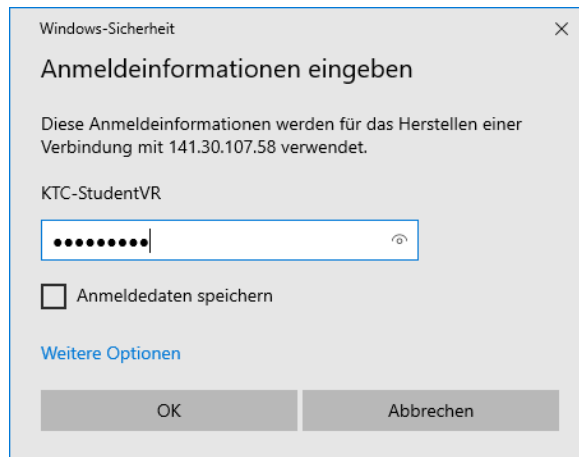 Windows-Sicherheit
Anmeldeinformationen eingeben
Diese Anmeldeinformationen werden für das Herstellen einer
Verbindung mit 141.30.107.58 verwendet.
KTC-StudentVR
●●●●●●●●●
Anmeldedaten speichern
Weitere Optionen
OK Abbrechen